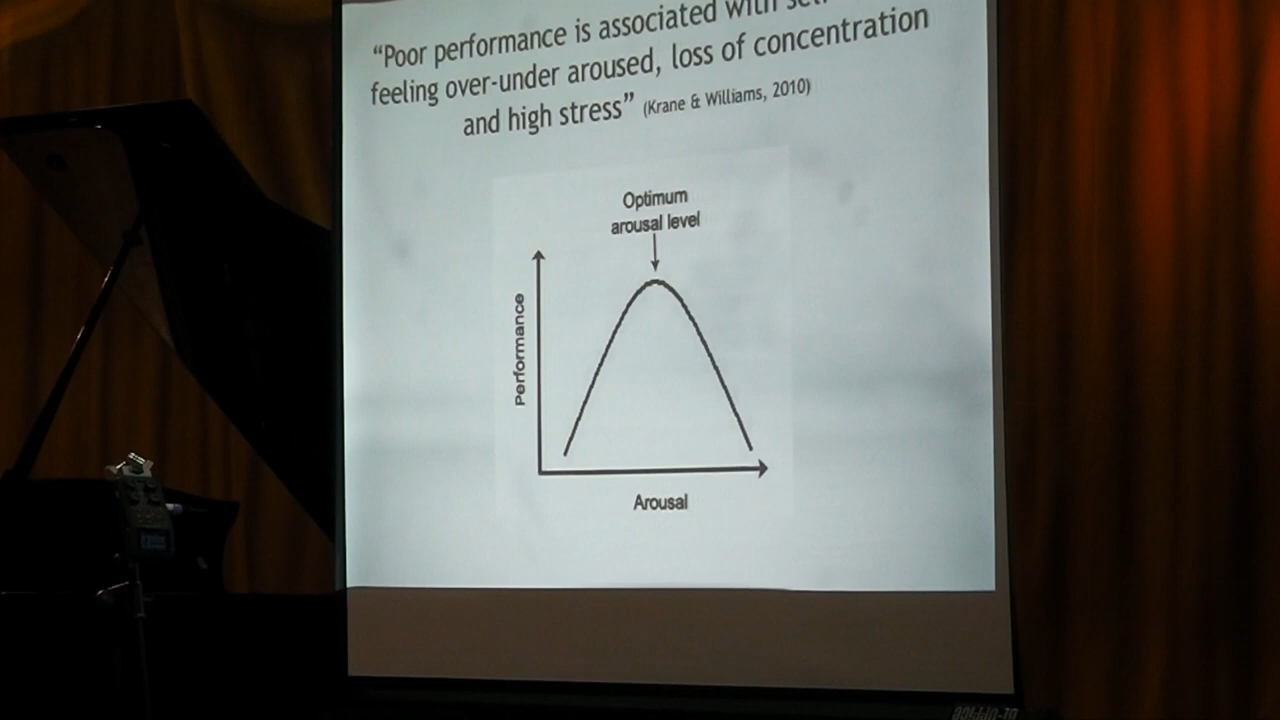 “Poor performance is associated with
feeling over-under aroused, loss of concentration
and high stress” (Krane & Williams, 2010)
Optimum
arousal level
Performance
Arousal